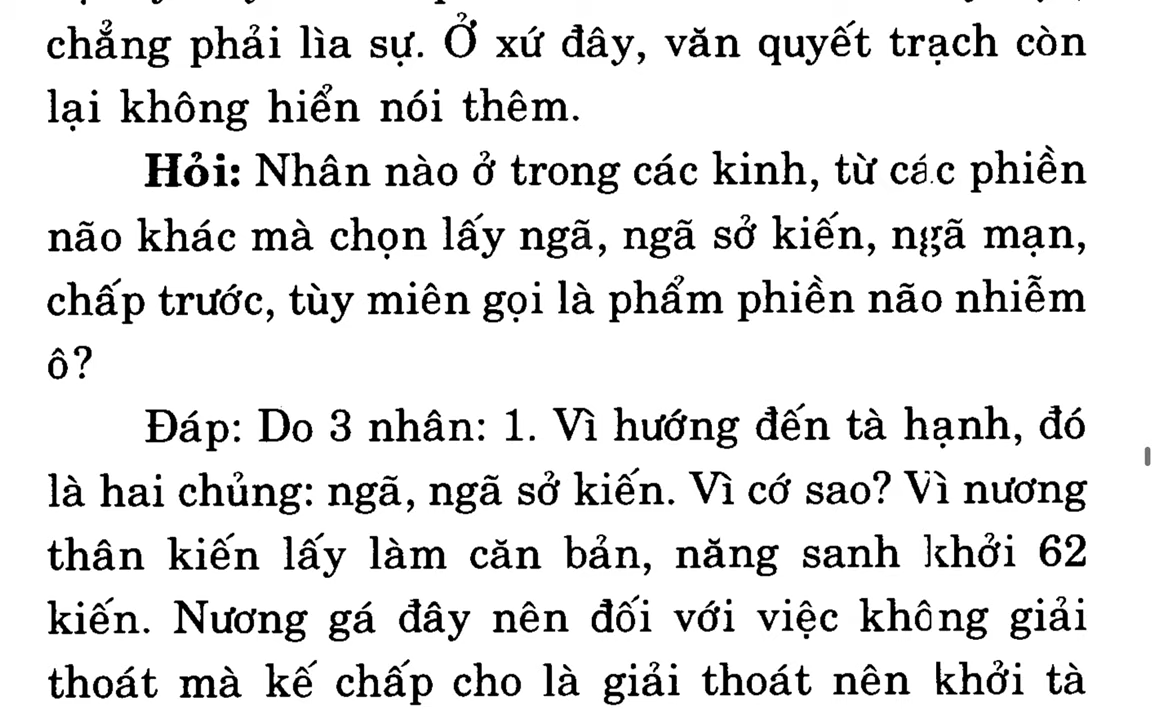 chẳng phải lìa sự. Ở xứ đây, văn quyết trạch còn
lại không hiển nói thêm.
Hỏi: Nhân nào ở trong các kinh, từ các phiền
não khác mà chọn lấy ngã, ngã sở kiến, ngã mạn,
chấp trước, tùy miên gọi là phẩm phiền não nhiễm
ô?
Đáp: Do 3 nhân: 1. Vì hướng đến tà hạnh, đó
là hai chủng: ngã, ngã sở kiến. Vì cớ sao? Vì nương
thân kiến lấy làm căn bản, năng sanh khởi 62
kiến. Nương gá đây nên đối với việc không giải
thoát mà kế chấp cho là giải thoát nên khởi tà